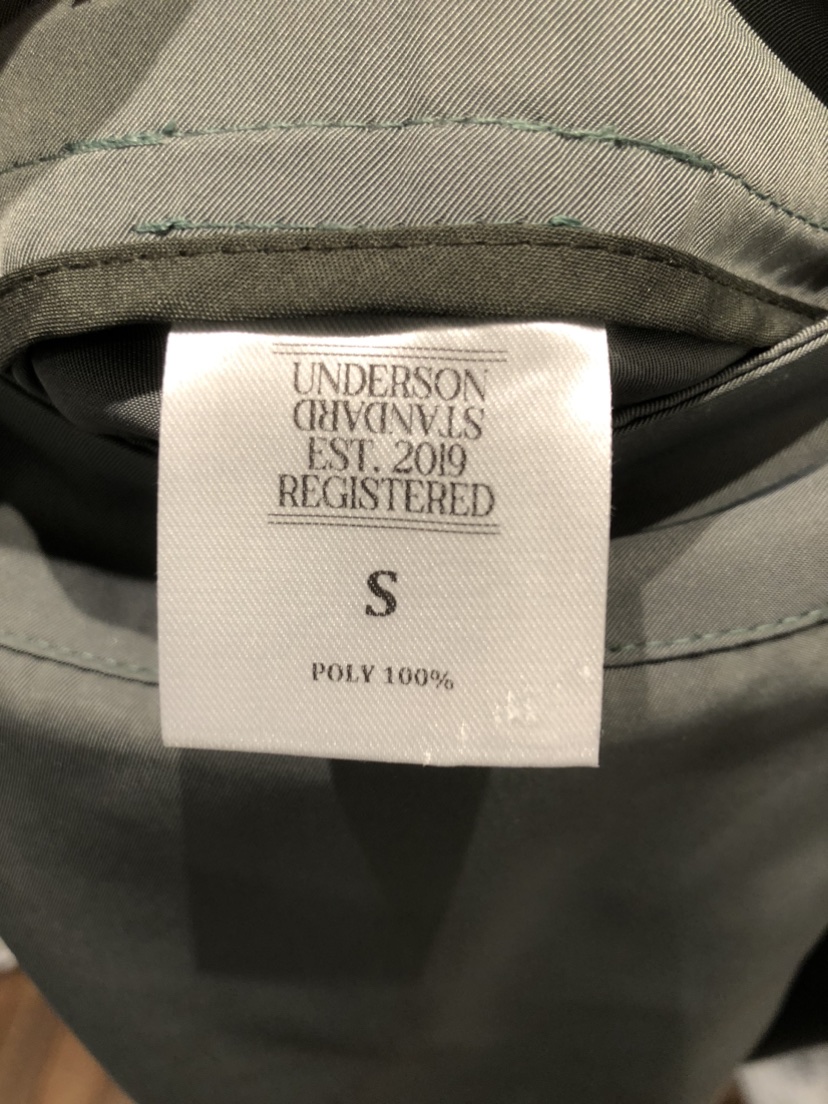 UNDERSON
STANDARD
EST. 2019
REGISTERED
S
POLY 100%